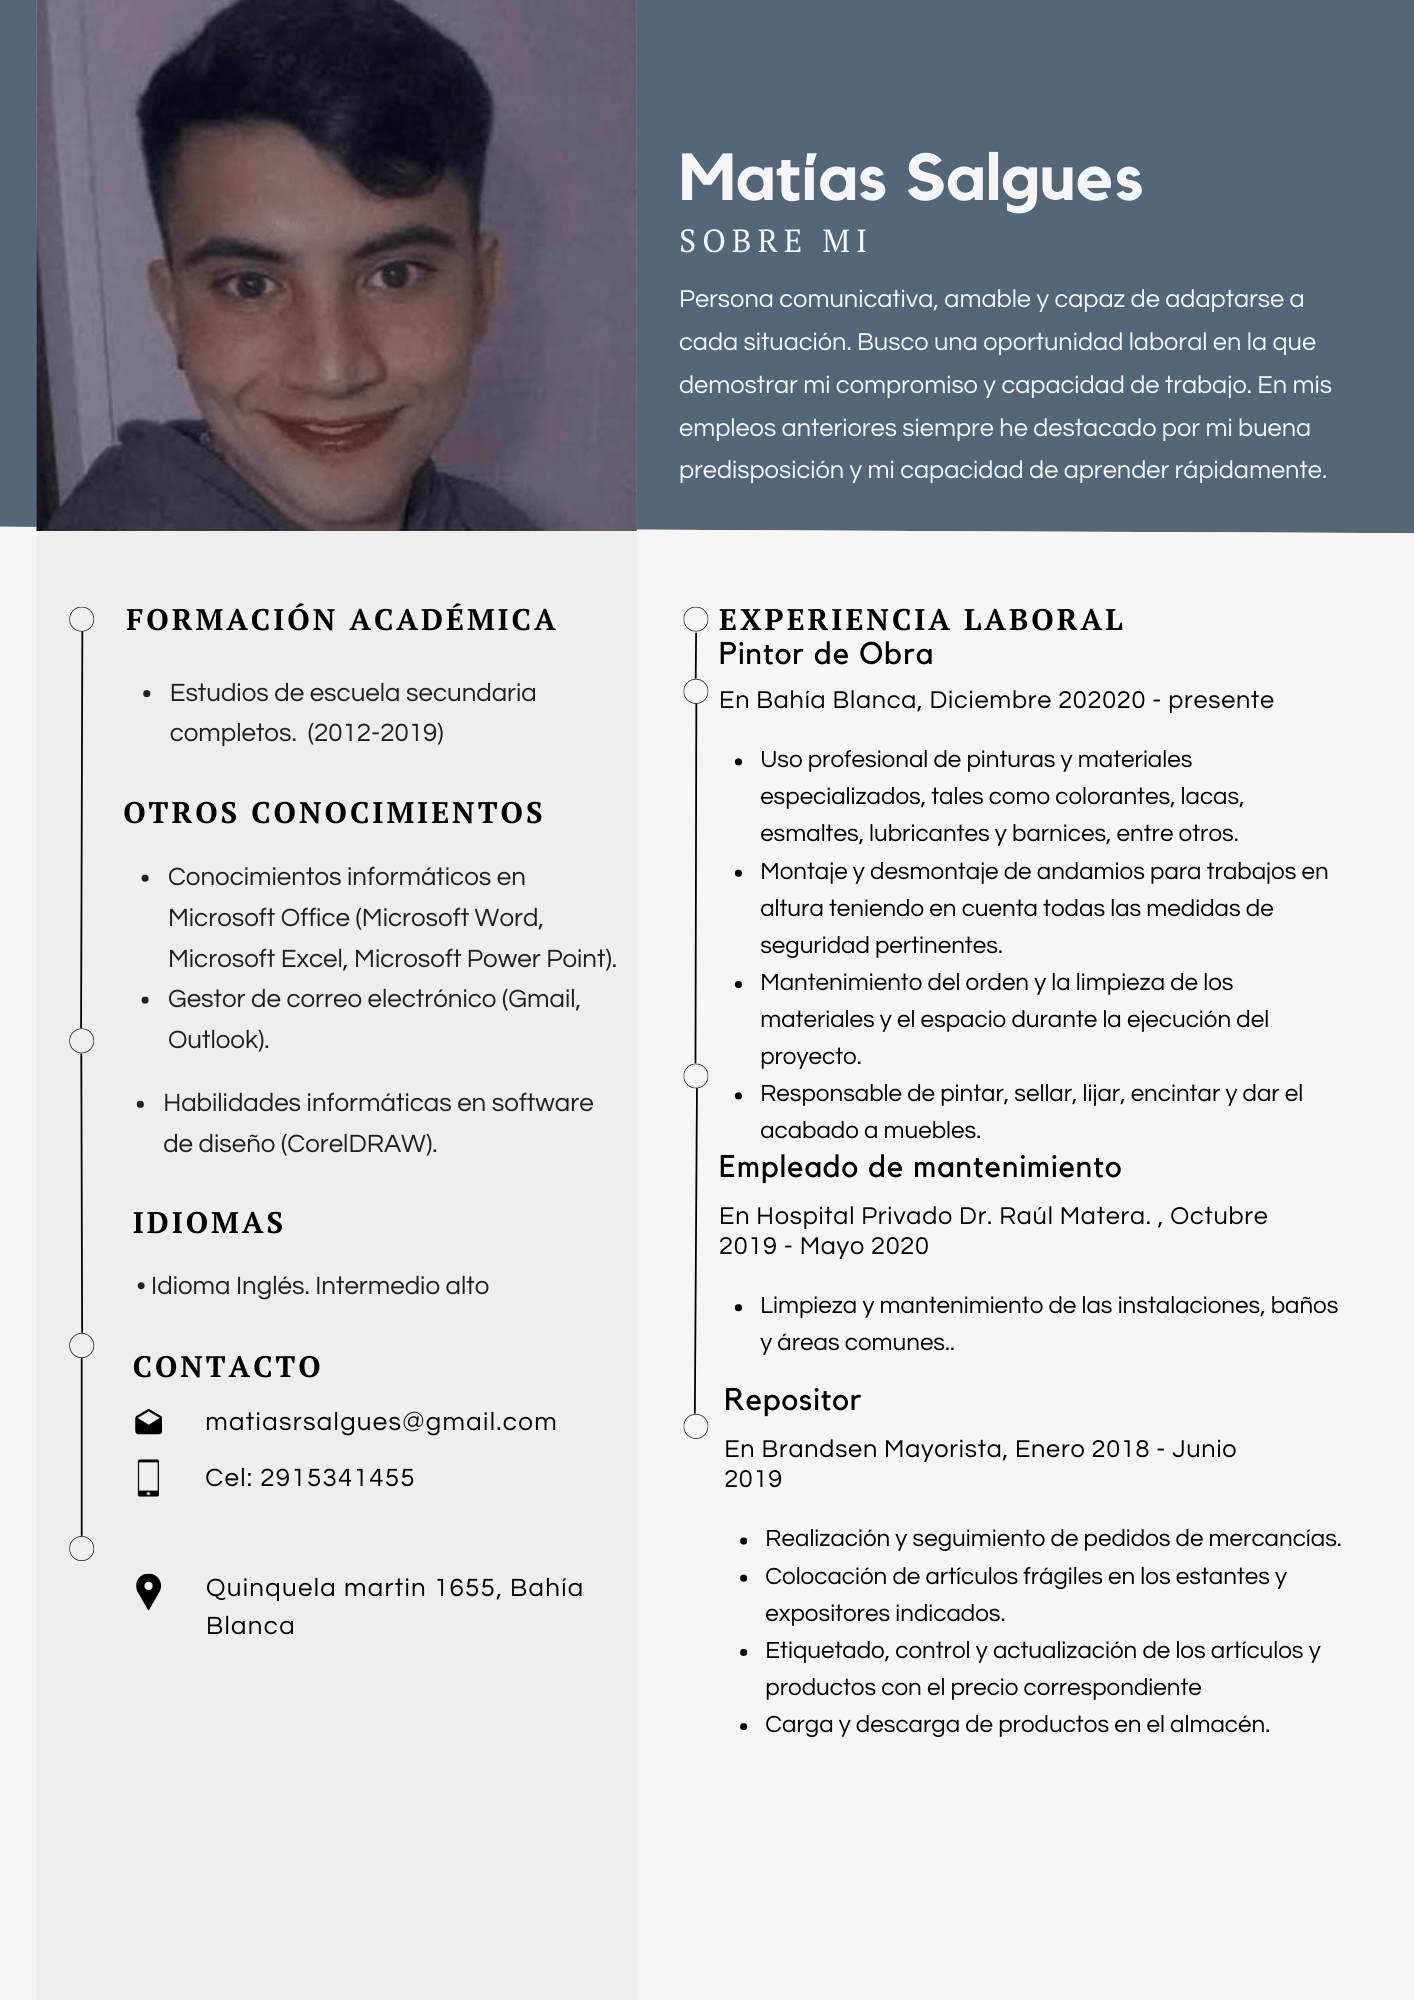 Matías Salgues
SOBRE MI
Persona comunicativa, amable y capaz de adaptarse a
cada situación. Busco una oportunidad laboral en la que
demostrar mi compromiso y capacidad de trabajo. En mis
empleos anteriores siempre he destacado por mi buena
predisposición y mi capacidad de aprender rápidamente.
FORMACIÓN ACADÉMICA
• Estudios de escuela secundaria
completos. (2012-2019)
OTROS CONOCIMIENTOS
• Conocimientos informáticos en
Microsoft Office (Microsoft Word,
Microsoft Excel, Microsoft Power Point).
• Gestor de correo electrónico (Gmail,
Outlook).
• Habilidades informáticas en software
de diseño (CorelDRAW).
IDIOMAS
• Idioma Inglés. Intermedio alto
CONTACTO
matiasrsalgues@gmail.com
Cel: 2915341455
Quinquela martin 1655, Bahía
Blanca
EXPERIENCIA LABORAL
Pintor de Obra
En Bahía Blanca, Diciembre 202020 - presente
• Uso profesional de pinturas y materiales
especializados, tales como colorantes, lacas,
esmaltes, lubricantes y barnices, entre otros.
• Montaje y desmontaje de andamios para trabajos en
altura teniendo en cuenta todas las medidas de
seguridad pertinentes.
• Mantenimiento del orden y la limpieza de los
materiales y el espacio durante la ejecución del
proyecto.
• Responsable de pintar, sellar, lijar, encintar y dar el
acabado a muebles.
Empleado de mantenimiento
En Hospital Privado Dr. Raúl Matera. , Octubre
2019 - Mayo 2020
• Limpieza y mantenimiento de las instalaciones, baños
y áreas comunes..
Repositor
En Brandsen Mayorista, Enero 2018 - Junio
2019
• Realización y seguimiento de pedidos de mercancías.
• Colocación de artículos frágiles en los estantes y
expositores indicados.
• Etiquetado, control y actualización de los artículos y
productos con el precio correspondiente
• Carga y descarga de productos en el almacén.